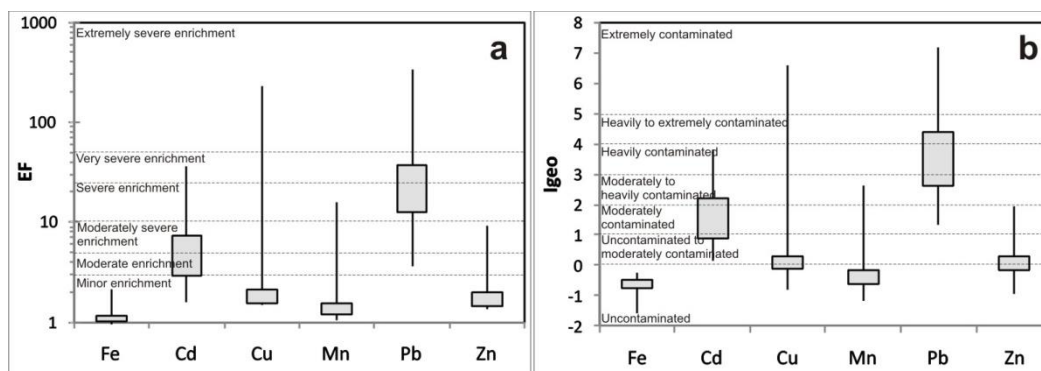 1000
Extremely severe enrichment
a
100
Very severe enrichment
EF
Severe enrichment
10
Moderately severe
enrichment
Moderate enrichment
Minor enrichment
1
Fe Cd Cu Mn Pb Zn
8
Extremely contaminated
b
7
6
5
Heavily to extremely contaminated
4
Heavily contaminated
Igeo
3
Moderately to
heavily contaminated
2
Moderately
contaminated
1
Uncontaminated to
moderately contaminated
0
-1
Uncontaminated
-2
Fe Cd Cu Mn Pb Zn